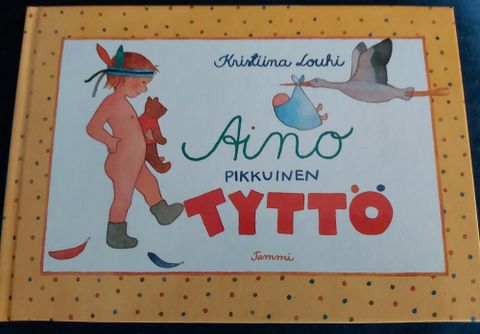 Kristiina Louhi
Aino
PIKKUINEN
TYTTÖ
Tammi